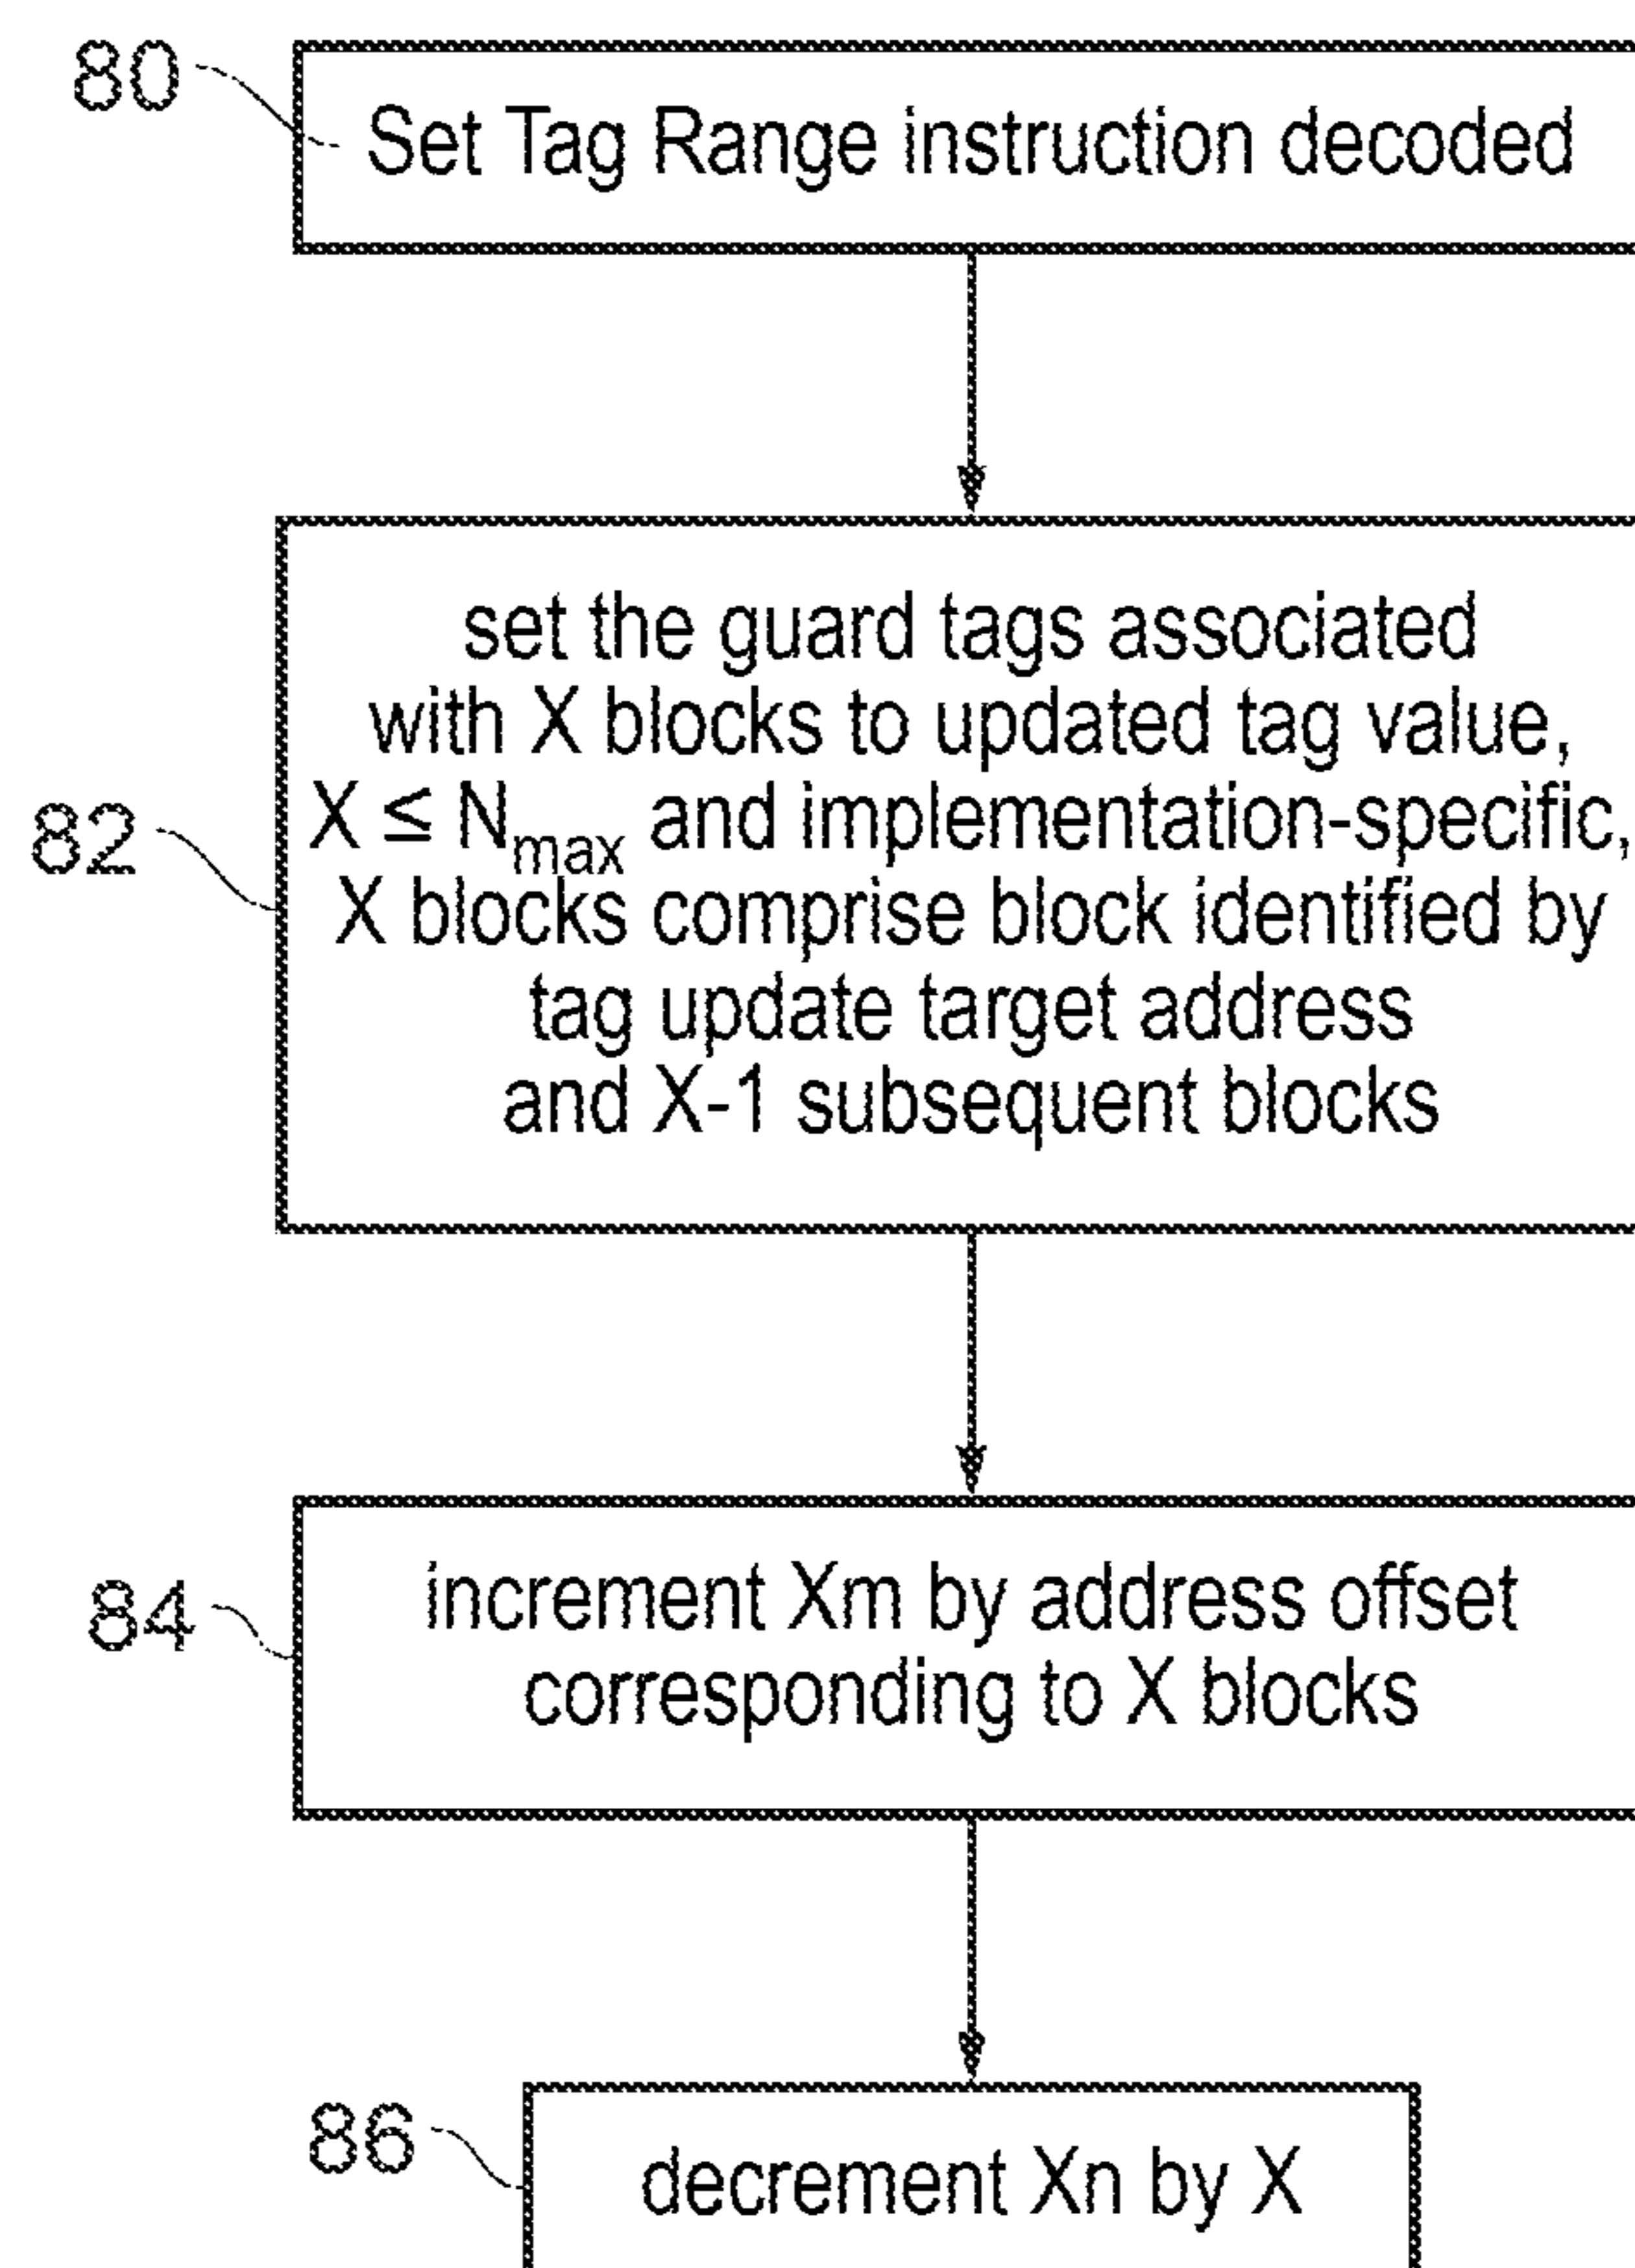 80
Set Tag Range instruction decoded
set the guard tags associated
with X blocks to updated tag value,
82
X ≤ Nmax and implementation-specific,
X blocks comprise block identified by
tag update target address
and X-1 subsequent blocks
84
increment Xm by address offset
corresponding to X blocks
86
decrement Xn by X